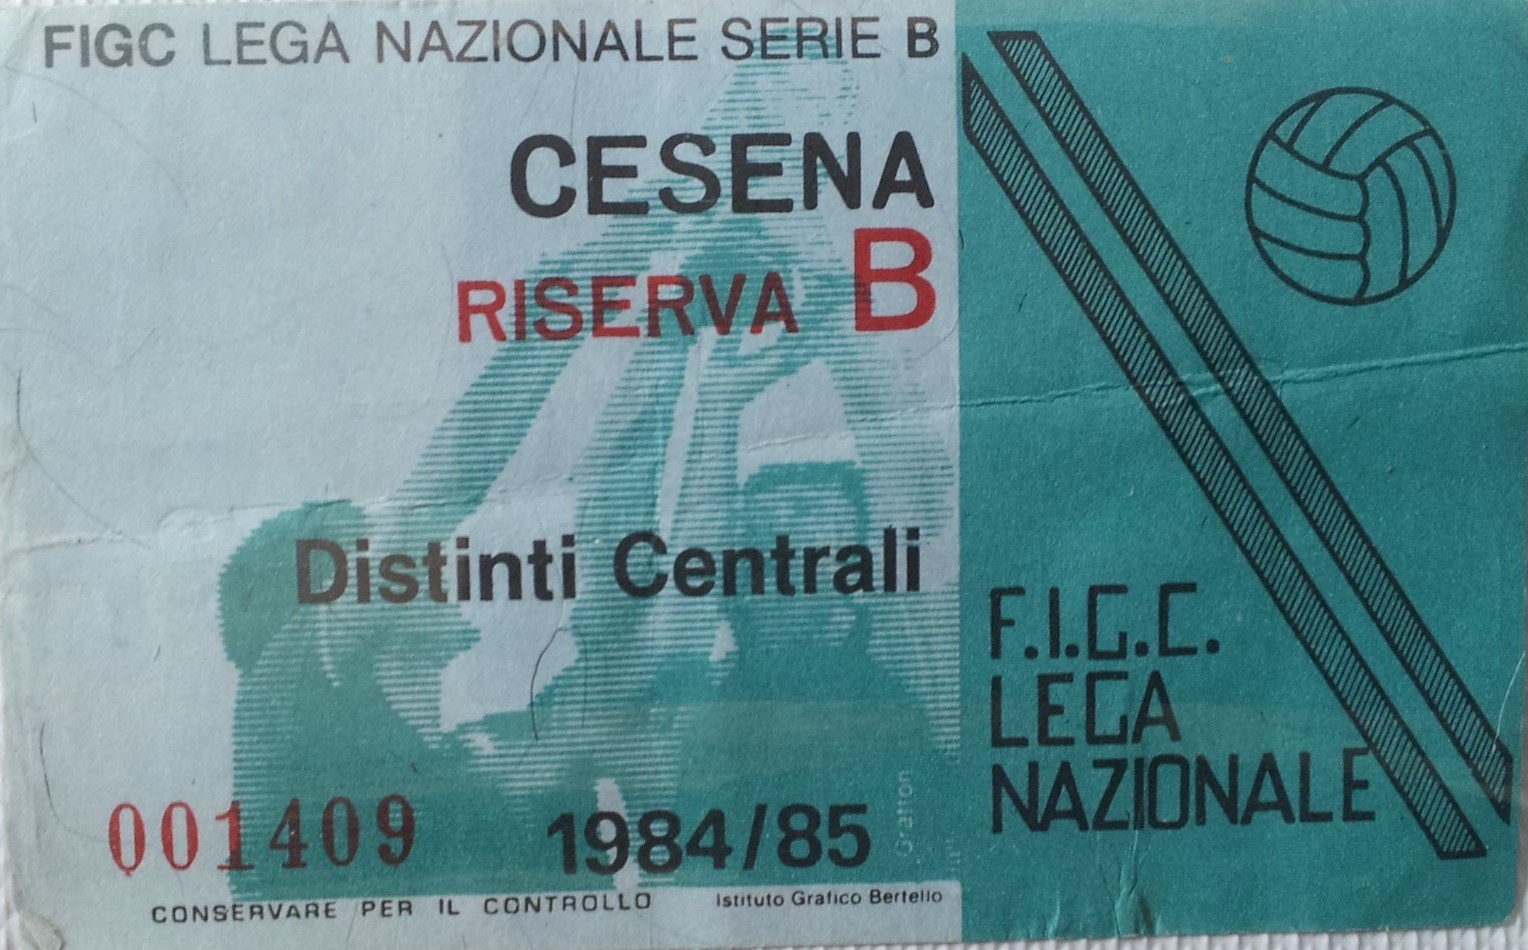 FIGC LEGA NAZIONALE SERIE B
CESENA
RISERVA B
Distinti Centrali
001409
1984/85
Grafton
CONSERVARE PER IL CONTROLLO
Istituto Grafico Bertello
F.I.G.C.
LEGA
NAZIONALE